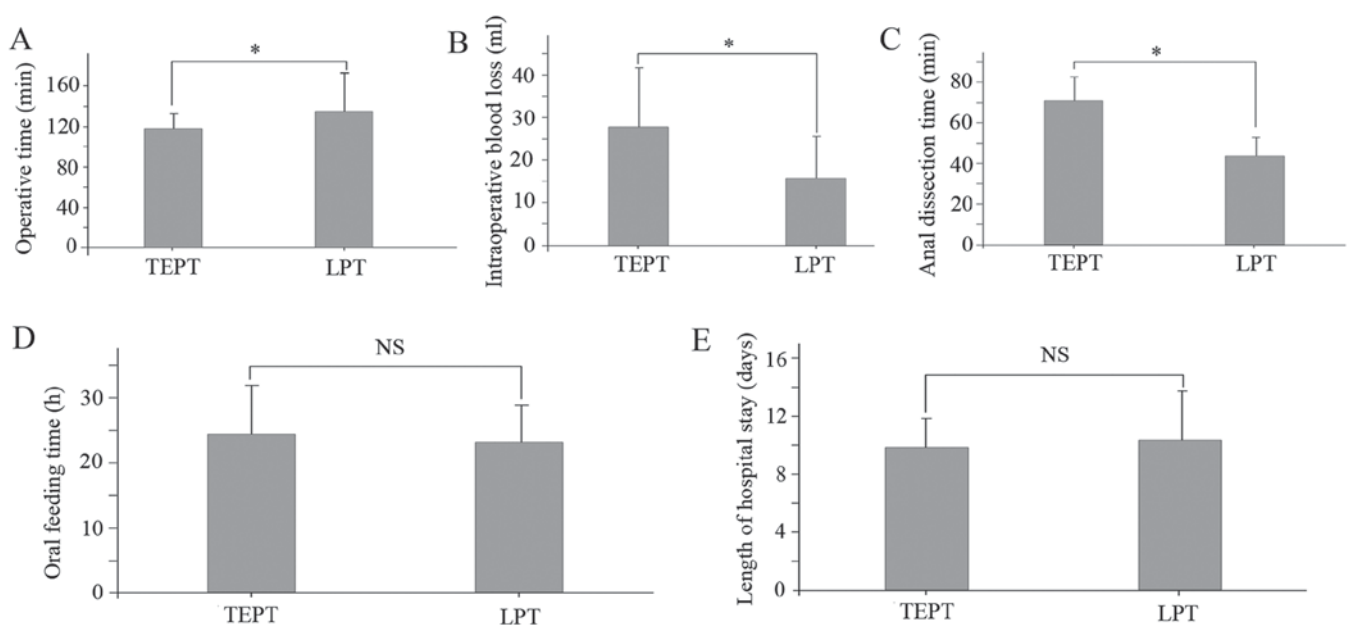 A
Operative time (min)
160
120
80
40
0
*
TEPT
LPT
B
Intraoperative blood loss (ml)
40
30
20
10
0
*
TEPT
LPT
C
Anal dissection time (min)
80
60
40
20
0
*
TEPT
LPT
D
Oral feeding time (h)
30
20
10
0
NS
TEPT
LPT
E
Length of hospital stay (days)
16
12
8
4
0
NS
TEPT
LPT